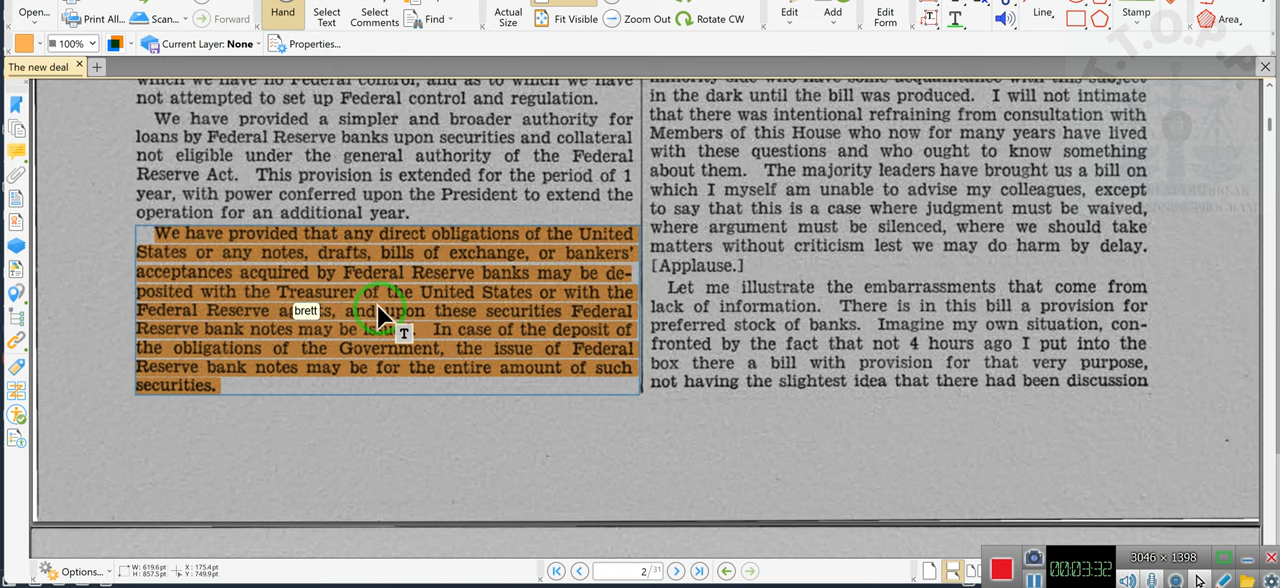 Open...
Print All...
Scan...
Forward
Hand
Select Text
Select Comments
Find
Actual Size
Fit Visible
Zoom Out
Rotate CW
Edit
Add
Edit Form
Line
Stamp
Area
100%
Current Layer: None
Properties...
The new deal
which we have no Federal control, and as to which we have
not attempted to set up Federal control and regulation.
We have provided a simpler and broader authority for
loans by Federal Reserve banks upon securities and collateral
not eligible under the general authority of the Federal
Reserve Act. This provision is extended for the period of 1
year, with power conferred upon the President to extend the
operation for an additional year.
We have provided that any direct obligations of the United
States or any notes, drafts, bills of exchange, or bankers'
acceptances acquired by Federal Reserve banks may be de-
posited with the Treasurer of the United States or with the
Federal Reserve and upon these securities Federal
Reserve bank notes may be In case of the deposit of
the obligations of the Government, the issue of Federal
Reserve bank notes may be for the entire amount of such
securities.
brett
T
in the dark until the bill was produced. I will not intimate
that there was intentional refraining from consultation with
Members of this House who now for many years have lived
with these questions and who ought to know something
about them. The majority leaders have brought us a bill on
which I myself am unable to advise my colleagues, except
to say that this is a case where judgment must be waived,
where argument must be silenced, where we should take
matters without criticism lest we may do harm by delay.
[Applause.]
Let me illustrate the embarrassments that come from
lack of information. There is in this bill a provision for
preferred stock of banks. Imagine my own situation, con-
fronted by the fact that not 4 hours ago I put into the
box there a bill with provision for that very purpose,
not having the slightest idea that there had been discussion
T.O.P.P
Options...
W: 619.6pt
H: 857.5pt
X: 175.4pt
Y: 749.9pt
2 / 31
00:03:32
3046 × 1398